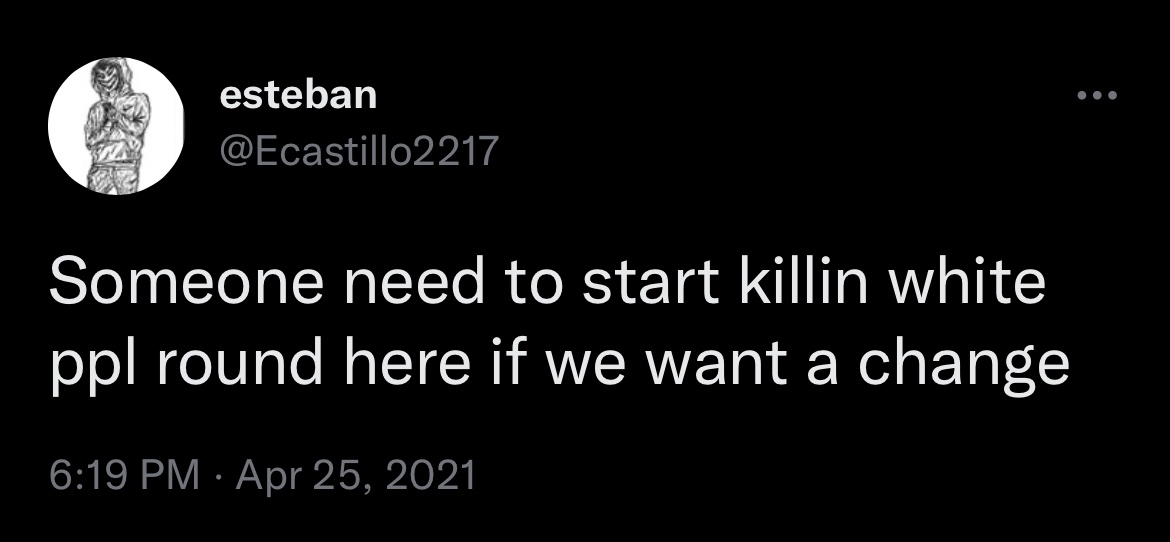 esteban
@Ecastillo2217
Someone need to start killin white
ppl round here if we want a change
6:19 PM · Apr 25, 2021